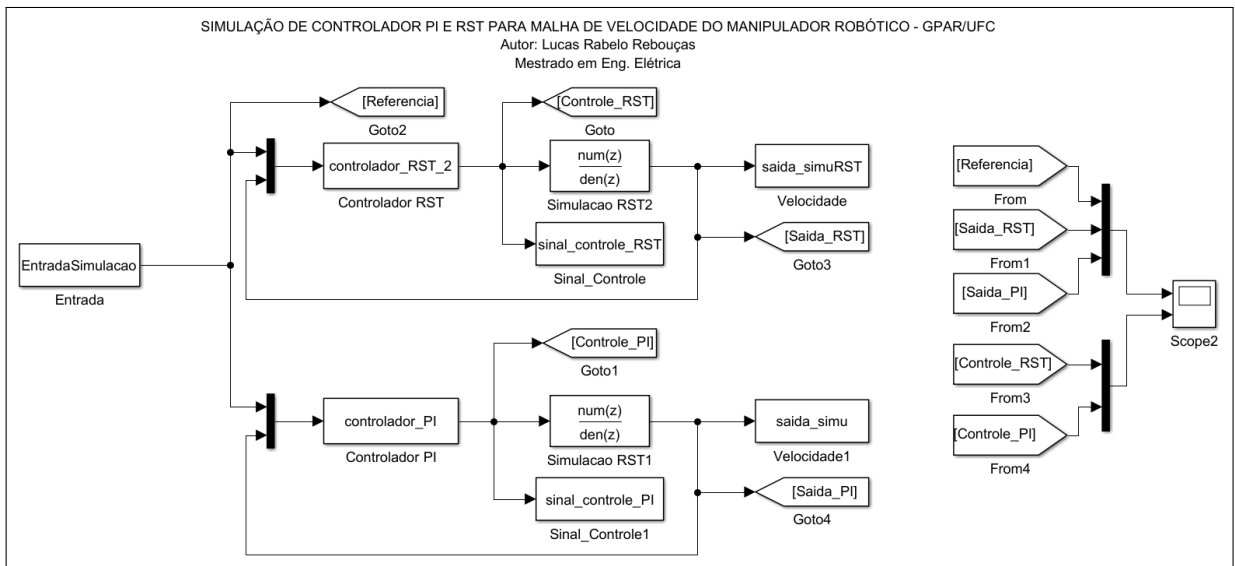 SIMULAÇÃO DE CONTROLADOR PI E RST PARA MALHA DE VELOCIDADE DO MANIPULADOR ROBÓTICO - GPAR/UFC
Autor: Lucas Rabelo Rebouças
Mestrado em Eng. Elétrica
[Referencia]
Goto2
[Controle_RST]
Goto
controlador_RST_2
Controlador RST
num(z)
den(z)
Simulacao RST2
saida_simuRST
Velocidade
sinal_controle_RST
Sinal_Controle
[Saida_RST]
Goto3
EntradaSimulacao
Entrada
[Controle_PI]
Goto1
controlador_PI
Controlador PI
num(z)
den(z)
Simulacao RST1
saida_simu
Velocidade1
sinal_controle_PI
Sinal_Controle1
[Saida_PI]
Goto4
[Referencia]
From
[Saida_RST]
From1
[Saida_PI]
From2
[Controle_RST]
From3
[Controle_PI]
From4
Scope2